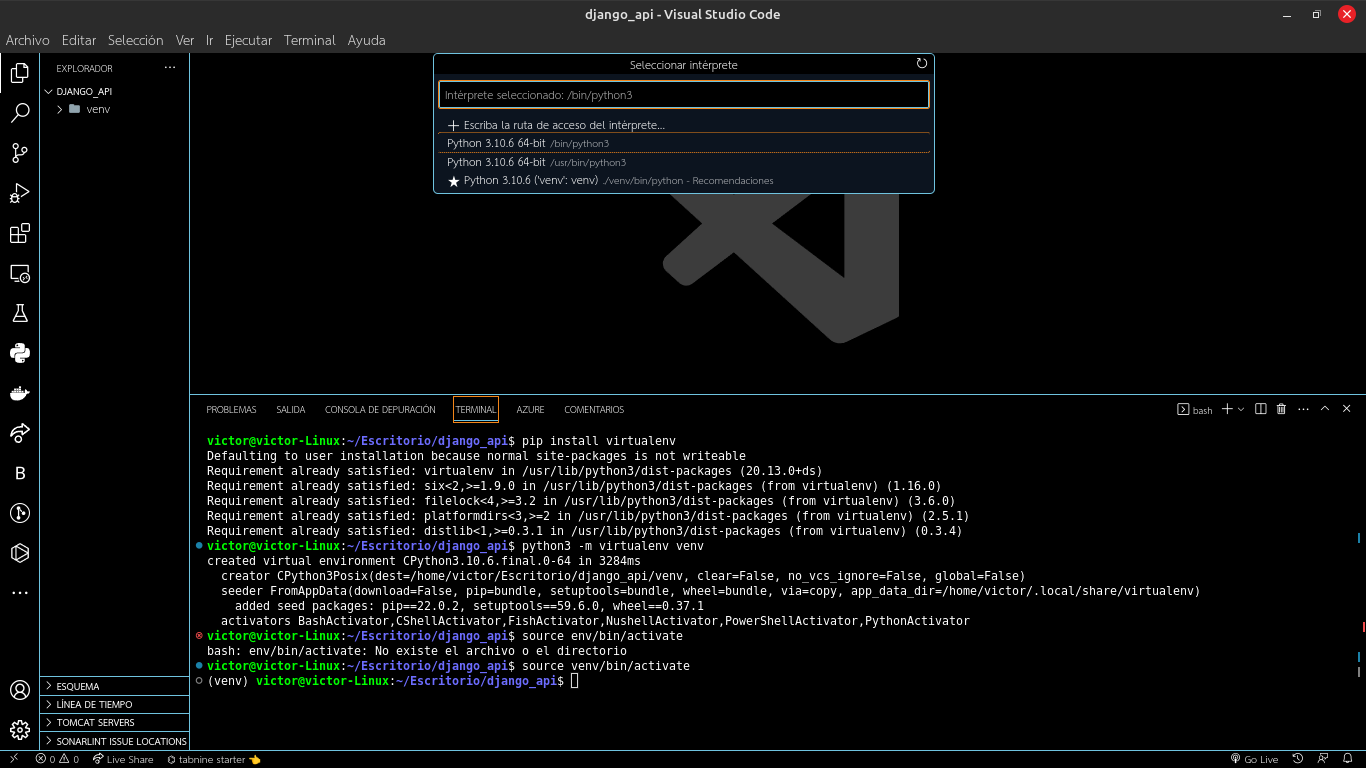 django_api - Visual Studio Code
Archivo Editar Selección Ver Ir Ejecutar Terminal Ayuda
EXPLORADOR
DJANGO_API
venv
Seleccionar intérprete
Intérprete seleccionado: /bin/python3
Escriba la ruta de acceso del intérprete...
Python 3.10.6 64-bit /bin/python3
Python 3.10.6 64-bit /usr/bin/python3
Python 3.10.6 ('venv': venv) ./venv/bin/python - Recomendaciones
PROBLEMAS SALIDA CONSOLA DE DEPURACIÓN TERMINAL AZURE COMENTARIOS
bash
victor@victor-Linux:~/Escritorio/django_api$ pip install virtualenv
Defaulting to user installation because normal site-packages is not writeable
Requirement already satisfied: virtualenv in /usr/lib/python3/dist-packages (20.13.0+ds)
Requirement already satisfied: six<2,>=1.9.0 in /usr/lib/python3/dist-packages (from virtualenv) (1.16.0)
Requirement already satisfied: filelock<4,>=3.2 in /usr/lib/python3/dist-packages (from virtualenv) (3.6.0)
Requirement already satisfied: platformdirs<3,>=2 in /usr/lib/python3/dist-packages (from virtualenv) (2.5.1)
Requirement already satisfied: distlib<1,>=0.3.1 in /usr/lib/python3/dist-packages (from virtualenv) (0.3.4)
victor@victor-Linux:~/Escritorio/django_api$ python3 -m virtualenv venv
created virtual environment CPython3.10.6.final.0-64 in 3284ms
creator CPython3Posix(dest=/home/victor/Escritorio/django_api/venv, clear=False, no_vcs_ignore=False, global=False)
seeder FromAppData(download=False, pip=bundle, setuptools=bundle, wheel=bundle, via=copy, app_data_dir=/home/victor/.local/share/virtualenv)
added seed packages: pip==22.0.2, setuptools==59.6.0, wheel==0.37.1
activators BashActivator,CShellActivator,FishActivator,NushellActivator,PowerShellActivator,PythonActivator
victor@victor-Linux:~/Escritorio/django_api$ source env/bin/activate
bash: env/bin/activate: No existe el archivo o el directorio
victor@victor-Linux:~/Escritorio/django_api$ source venv/bin/activate
(venv) victor@victor-Linux:~/Escritorio/django_api$
B
ESQUEMA
LÍNEA DE TIEMPO
TOMCAT SERVERS
SONARLINT ISSUE LOCATIONS
0 0 Live Share tabnine starter Go Live